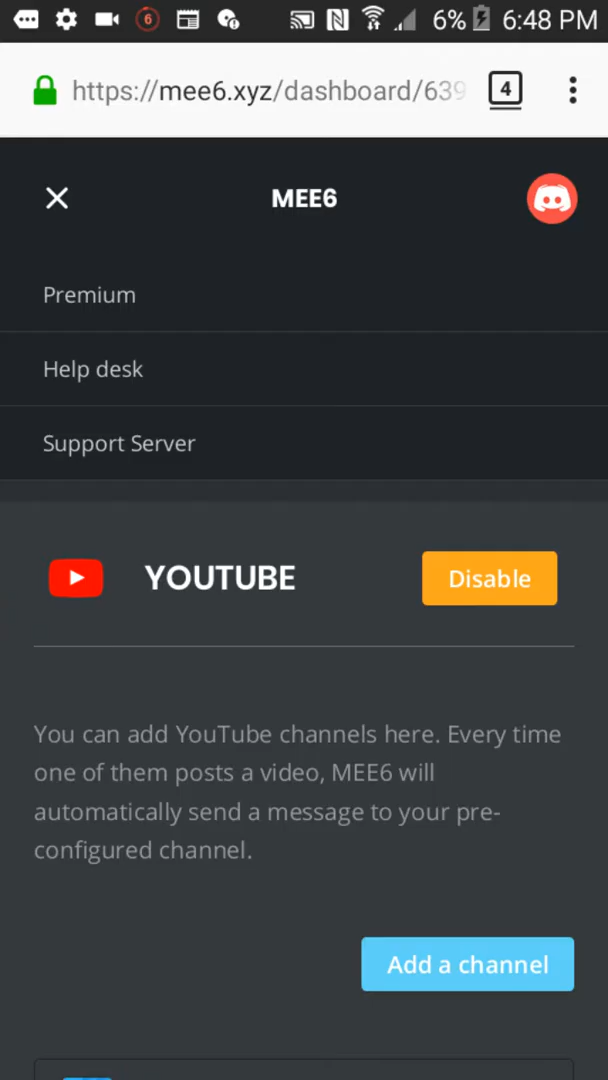 6 6% 6:48 PM
https://mee6.xyz/dashboard/639 4
MEE6
Premium
Help desk
Support Server
YOUTUBE Disable
You can add YouTube channels here. Every time
one of them posts a video, MEE6 will
automatically send a message to your pre-
configured channel.
Add a channel